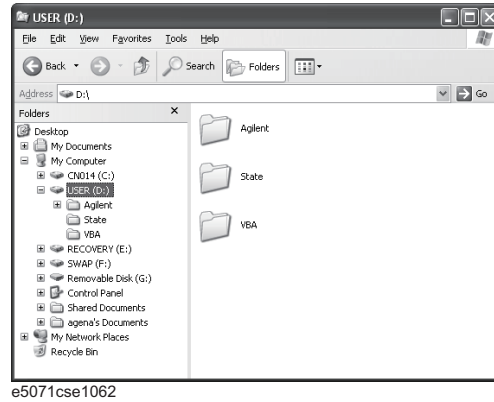 USER (D:)
File Edit View Favorites Tools Help
Back Search Folders
Address D:\ Go
Folders ×
Desktop
My Documents
My Computer
CN014 (C:)
USER (D:)
Agilent
State
VBA
RECOVERY (E:)
SWAP (F:)
Removable Disk (G:)
Control Panel
Shared Documents
agena's Documents
My Network Places
Recycle Bin
Agilent
State
VBA
e5071cse1062